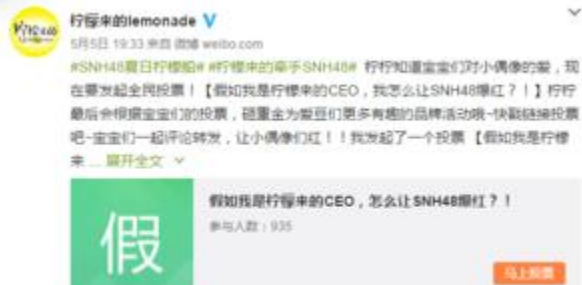 柠檬来的lemonade
5月5日 19:33 来自 微博 weibo.com
#SNH48夏日柠檬船# #柠檬来的牵手SNH48# 柠柠知道宝宝们对小偶像的爱，现
在要发起全民投票！【假如我是柠檬来的CEO，我怎么让SNH48爆红？！】柠柠
最后会根据宝宝们的投票，砸重金为爱豆们更多有趣的品牌活动哦~快戳链接投票
吧~宝宝们一起评论转发，让小偶像们红！！我发起了一个投票 【假如我是柠檬
来 ... 展开全文
假
假如我是柠檬来的CEO，怎么让SNH48爆红？！
参与人数：935
马上投票